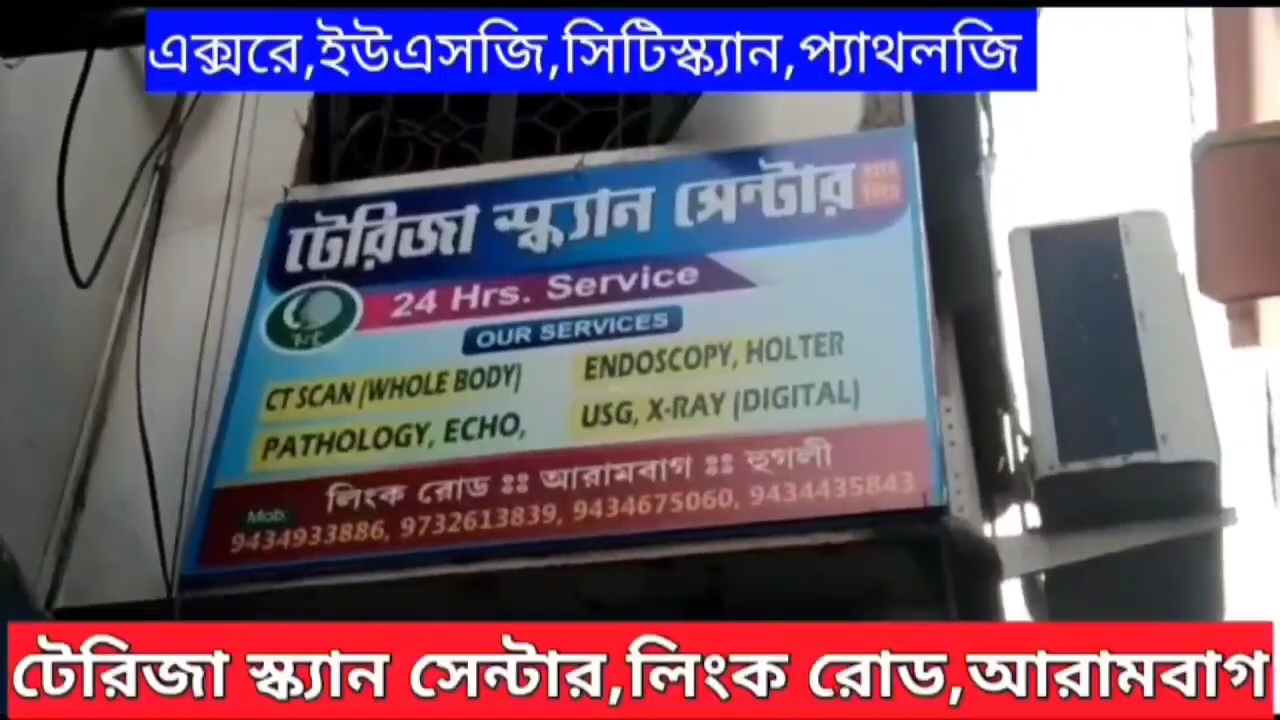 এক্সরে,ইউএসজি,সিটিস্ক্যান,প্যাথলজি
টেরিজা স্ক্যান সেন্টার
24 Hrs. Service
OUR SERVICES
CT SCAN (WHOLE BODY)
ENDOSCOPY, HOLTER
PATHOLOGY, ECHO,
USG, X-RAY (DIGITAL)
লিংক রোড ঃঃ আরামবাগ ঃঃ হুগলী
Mob:
9434933886, 9732613839, 9434675060, 9434435843
টেরিজা স্ক্যান সেন্টার,লিংক রোড,আরামবাগ